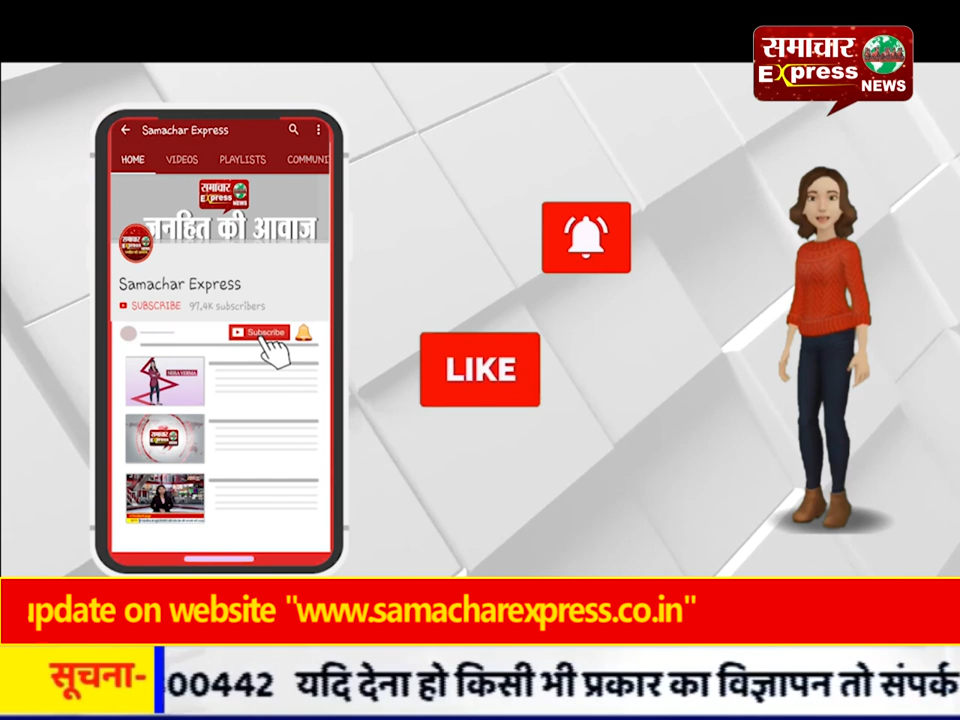 समाचार
Express
NEWS
Samachar Express
HOME VIDEOS PLAYLISTS COMMUNI
समाचार
Express
NEWS
जनहित की आवाज
Samachar Express
SUBSCRIBE 97.4K subscribers
Subscribe
LIKE
update on website "www.samacharexpress.co.in"
सूचना- 00442 यदि देना हो किसी भी प्रकार का विज्ञापन तो संपर्क